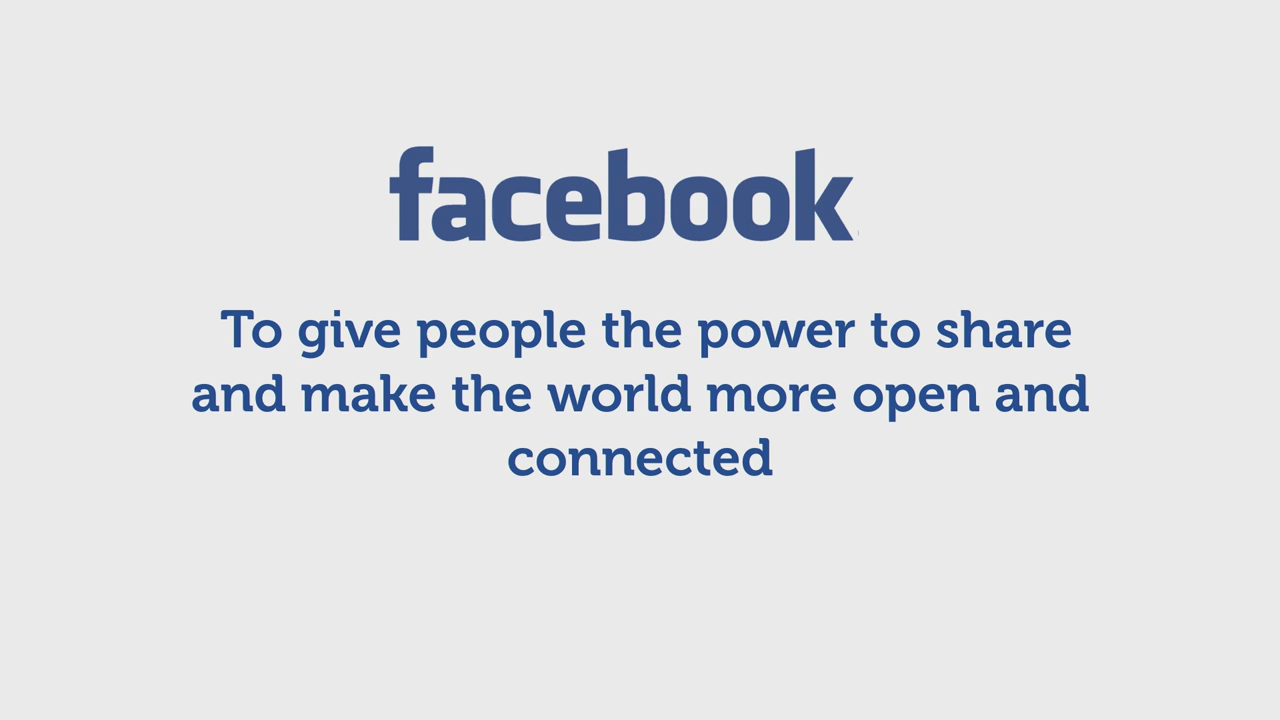 facebook
To give people the power to share
and make the world more open and
connected